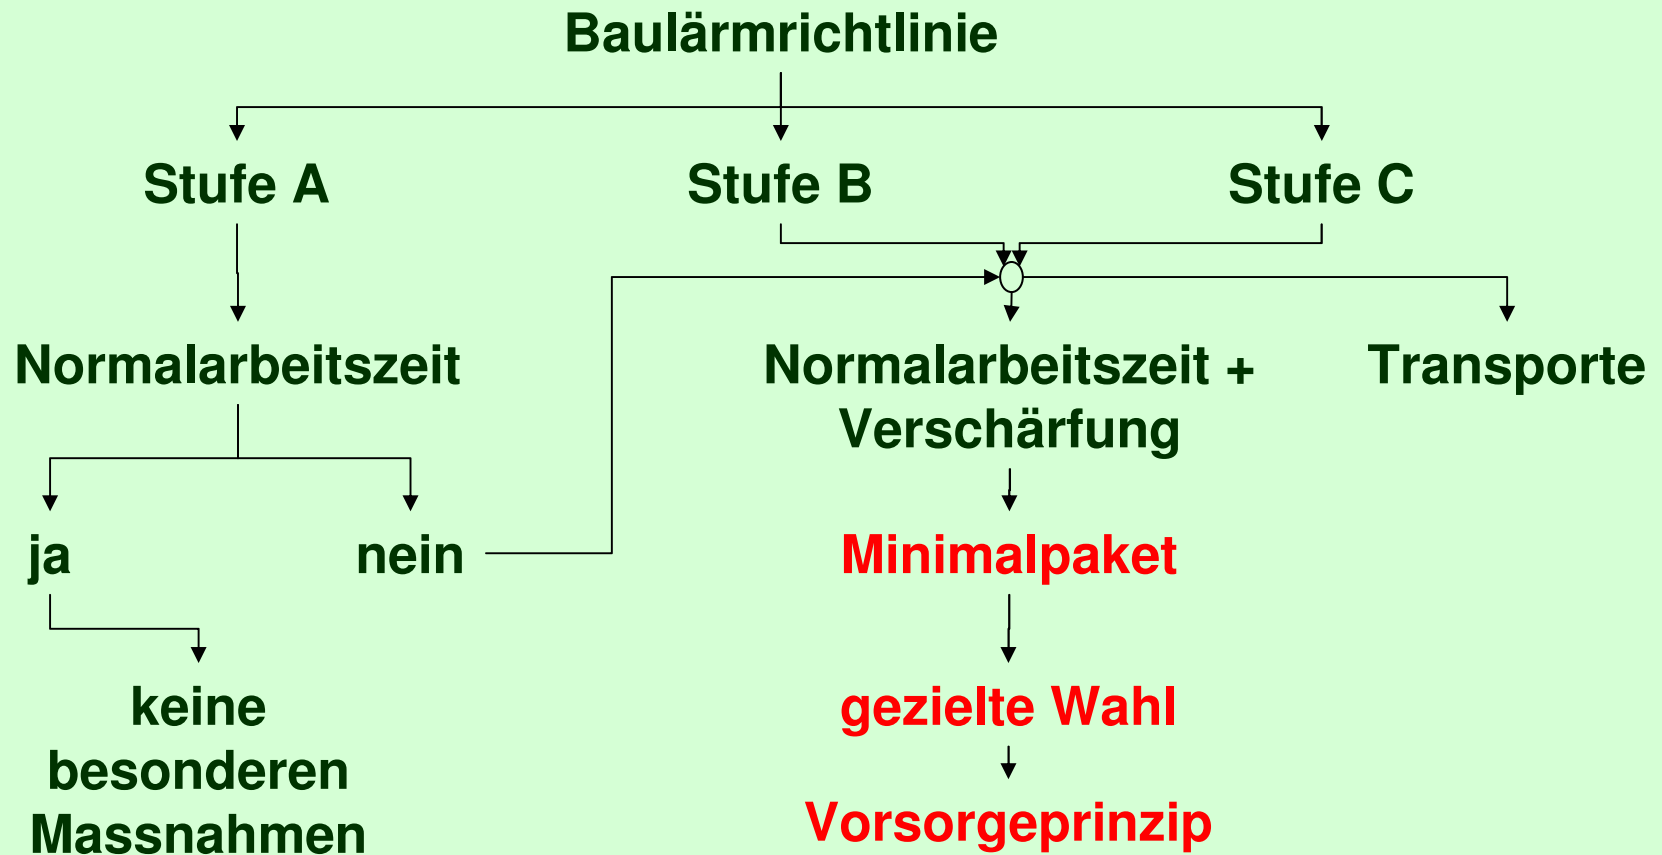 Baulärmrichtlinie
Stufe A
Stufe B
Stufe C
Normalarbeitszeit
Normalarbeitszeit +
Verschärfung
Transporte
ja
nein
Minimalpaket
keine
besonderen
Massnahmen
gezielte Wahl
Vorsorgeprinzip